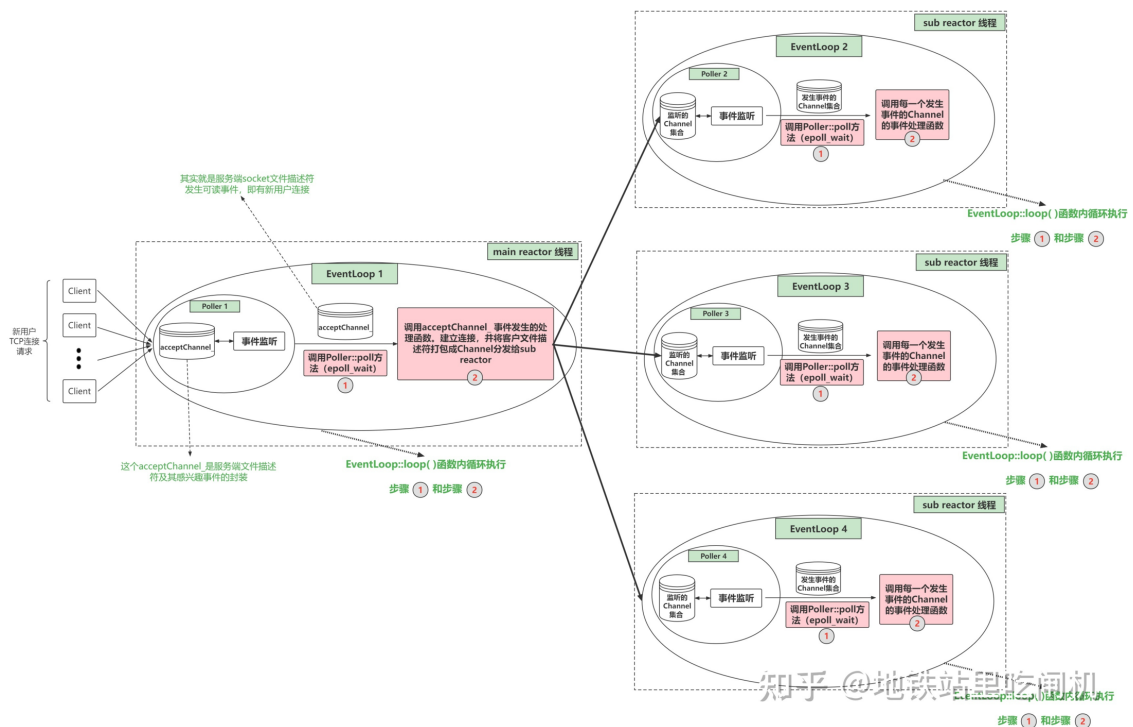 新用户
TCP连接
请求
Client
Client
Client
main reactor 线程
EventLoop 1
Poller 1
acceptChannel
事件监听
acceptChannel_
调用Poller::poll方
法（epoll_wait）
1
调用acceptChannel_ 事件发生的处
理函数。建立连接，并将客户文件描
述符打包成Channel分发给sub
reactor
2
其实就是服务端socket文件描述符
发生可读事件，即有新用户连接
这个acceptChannel_是服务端文件描述
符及其感兴趣事件的封装
EventLoop::loop( )函数内循环执行
步骤 1 和步骤 2
sub reactor 线程
EventLoop 2
Poller 2
监听的
Channel
集合
事件监听
发生事件的
Channel集合
调用Poller::poll方
法（epoll_wait）
1
调用每一个发生
事件的Channel
的事件处理函数
2
EventLoop::loop( )函数内循环执行
步骤 1 和步骤 2
sub reactor 线程
EventLoop 3
Poller 3
监听的
Channel
集合
事件监听
发生事件的
Channel集合
调用Poller::poll方
法（epoll_wait）
1
调用每一个发生
事件的Channel
的事件处理函数
2
EventLoop::loop( )函数内循环执行
步骤 1 和步骤 2
sub reactor 线程
EventLoop 4
Poller 4
监听的
Channel
集合
事件监听
发生事件的
Channel集合
调用Poller::poll方
法（epoll_wait）
1
调用每一个发生
事件的Channel
的事件处理函数
2
EventLoop::loop( )函数内循环执行
步骤 1 和步骤 2
知乎 @地铁站里吃闸机